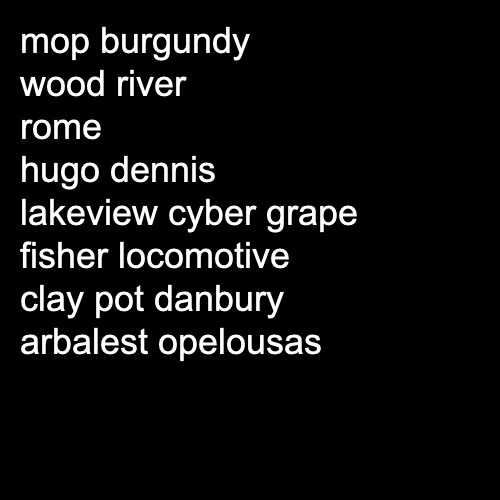 mop burgundy
wood river
rome
hugo dennis
lakeview cyber grape
fisher locomotive
clay pot danbury
arbalest opelousas